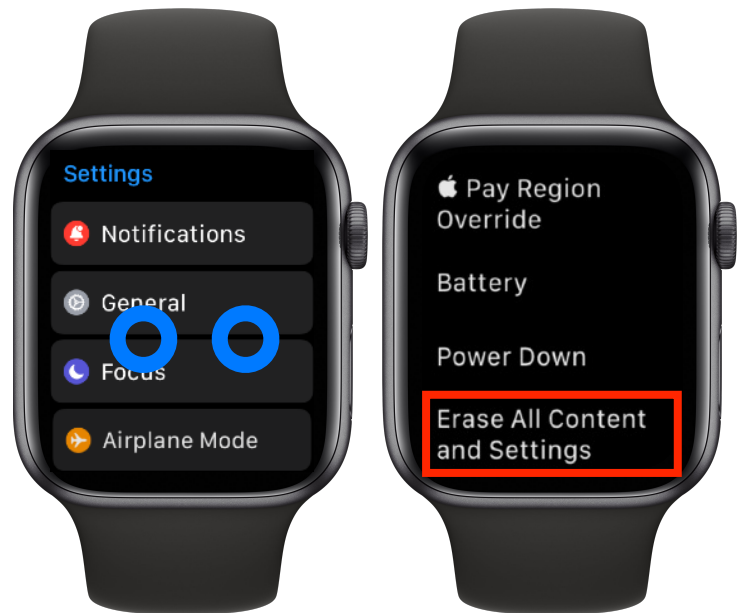 Settings
Notifications
General
Focus
Airplane Mode
Pay Region
Override
Battery
Power Down
Erase All Content
and Settings